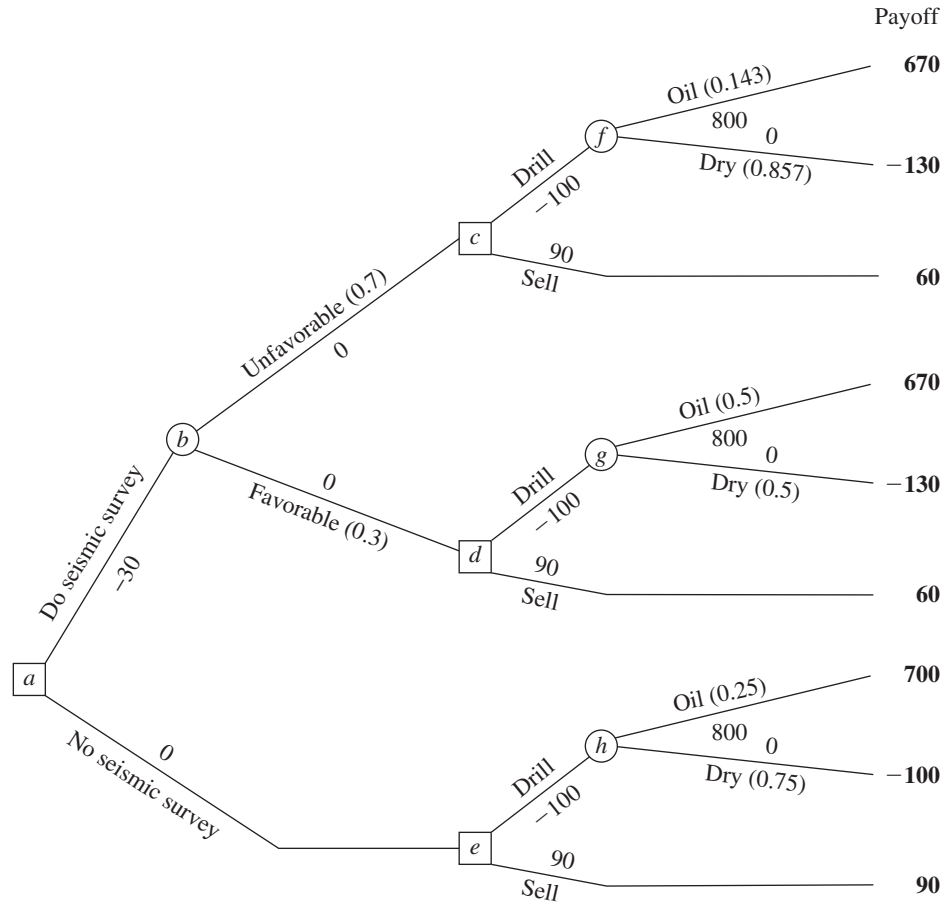 Payoff
Oil (0.143)
670
800
0
f
Dry (0.857)
−130
Drill
−100
c
90
Sell
60
Unfavorable (0.7)
0
Oil (0.5)
670
800
0
b
g
Dry (0.5)
−130
0
Favorable (0.3)
Drill
−100
d
90
Sell
60
Do seismic survey
−30
a
Oil (0.25)
700
800
0
h
Dry (0.75)
−100
0
No seismic survey
Drill
−100
e
90
Sell
90